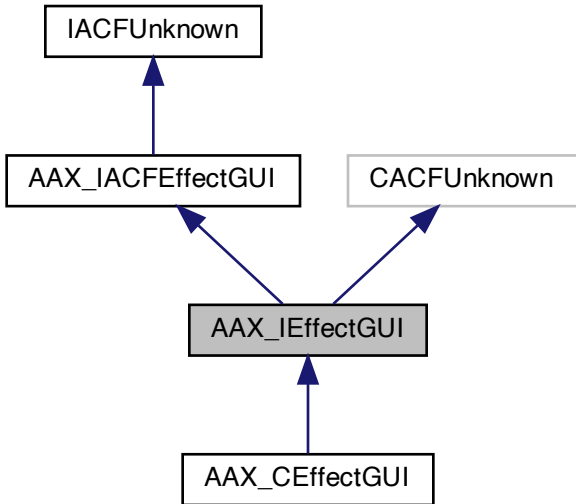 IACFUnknown
AAX_IACFEffectGUI
CACFUnknown
AAX_IEffectGUI
AAX_CEffectGUI